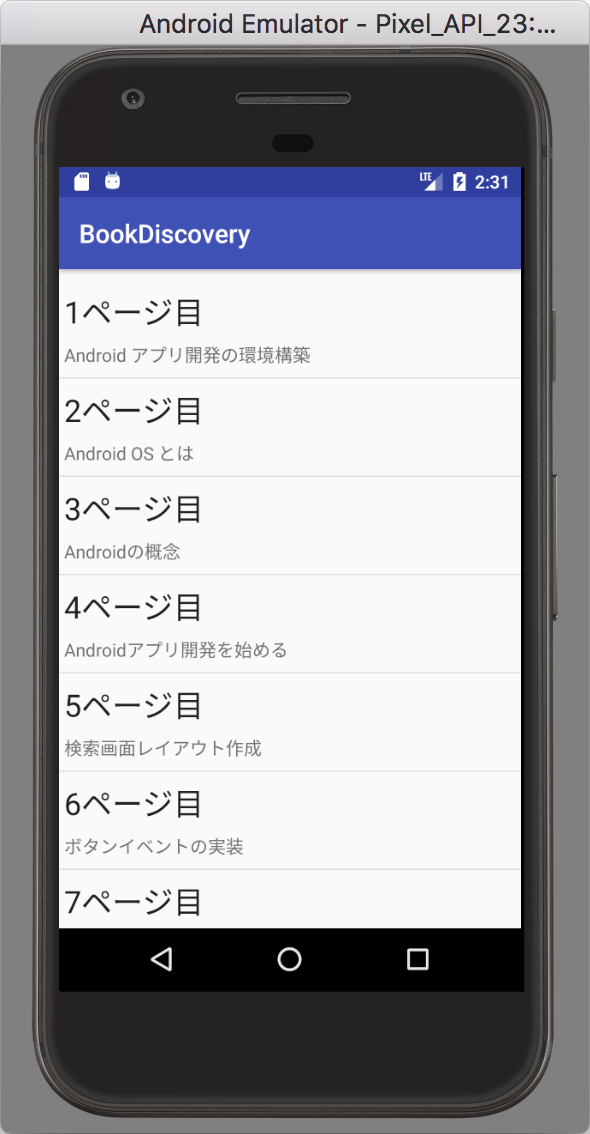 Android Emulator - Pixel_API_23:...
LTE 2:31
BookDiscovery
1ページ目
Android アプリ開発の環境構築
2ページ目
Android OS とは
3ページ目
Androidの概念
4ページ目
Androidアプリ開発を始める
5ページ目
検索画面レイアウト作成
6ページ目
ボタンイベントの実装
7ページ目